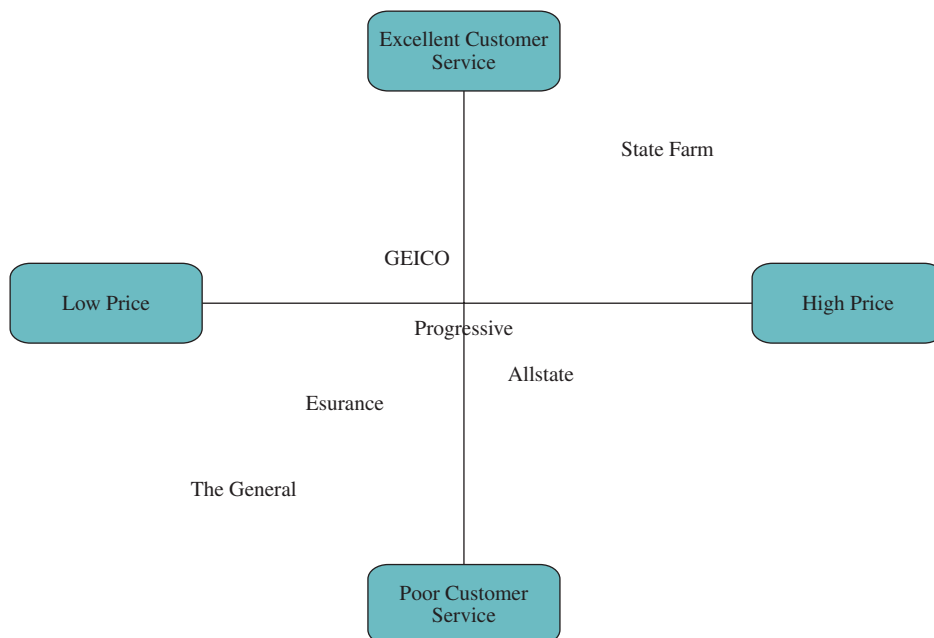 Excellent Customer
Service
State Farm
GEICO
Low Price
High Price
Progressive
Allstate
Esurance
The General
Poor Customer
Service